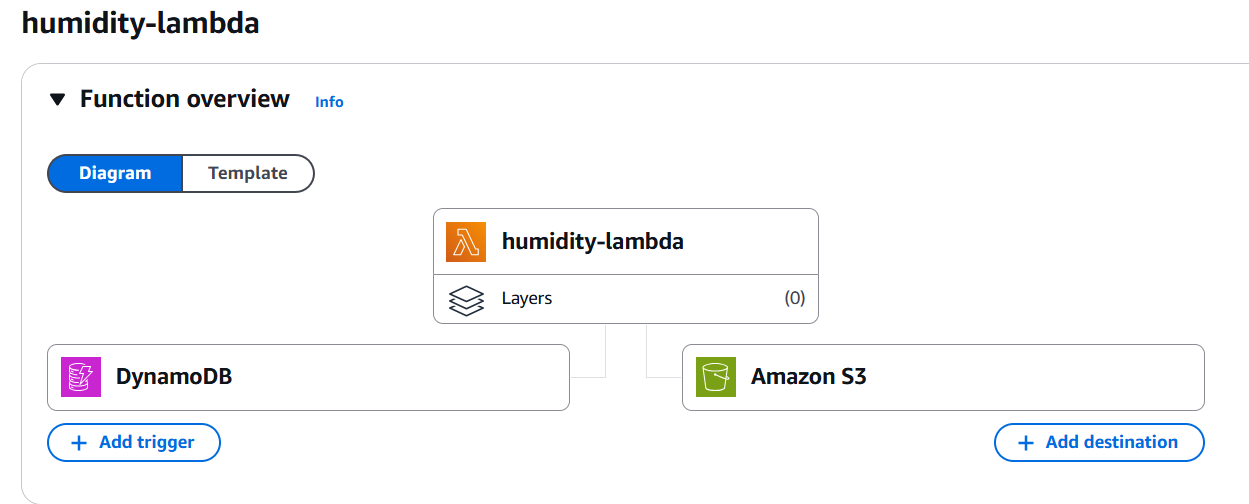 humidity-lambda
Function overview Info
Diagram Template
humidity-lambda
Layers (0)
DynamoDB Amazon S3
Add trigger Add destination